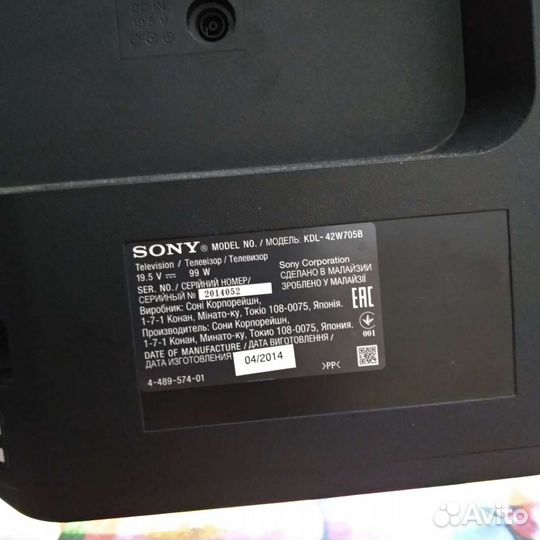 DC IN
19.5 V
SONY® MODEL NO. / МОДЕЛЬ: KDL-42W705B
Television / Телевізор / Телевизор
19.5 V 99 W
Sony Corporation
СДЕЛАНО В МАЛАЙЗИИ
ЗРОБЛЕНО У МАЛАЙЗІЇ
SER. NO. / СЕРІЙНИЙ НОМЕР/
СЕРИЙНЫЙ № 2014052
EAC
Виробник: Соні Корпорейшн,
1-7-1 Конан, Мінато-ку, Токіо 108-0075, Японія.
Производитель: Сони Корпорейшн,
1-7-1 Конан, Минато-ку, Токио 108-0075, Япония.
001
DATE OF MANUFACTURE / ДАТА ВИГОТОВЛЕННЯ /
ДАТА ИЗГОТОВЛЕНИЯ 04/2014
>PP<
4-489-574-01
Avito